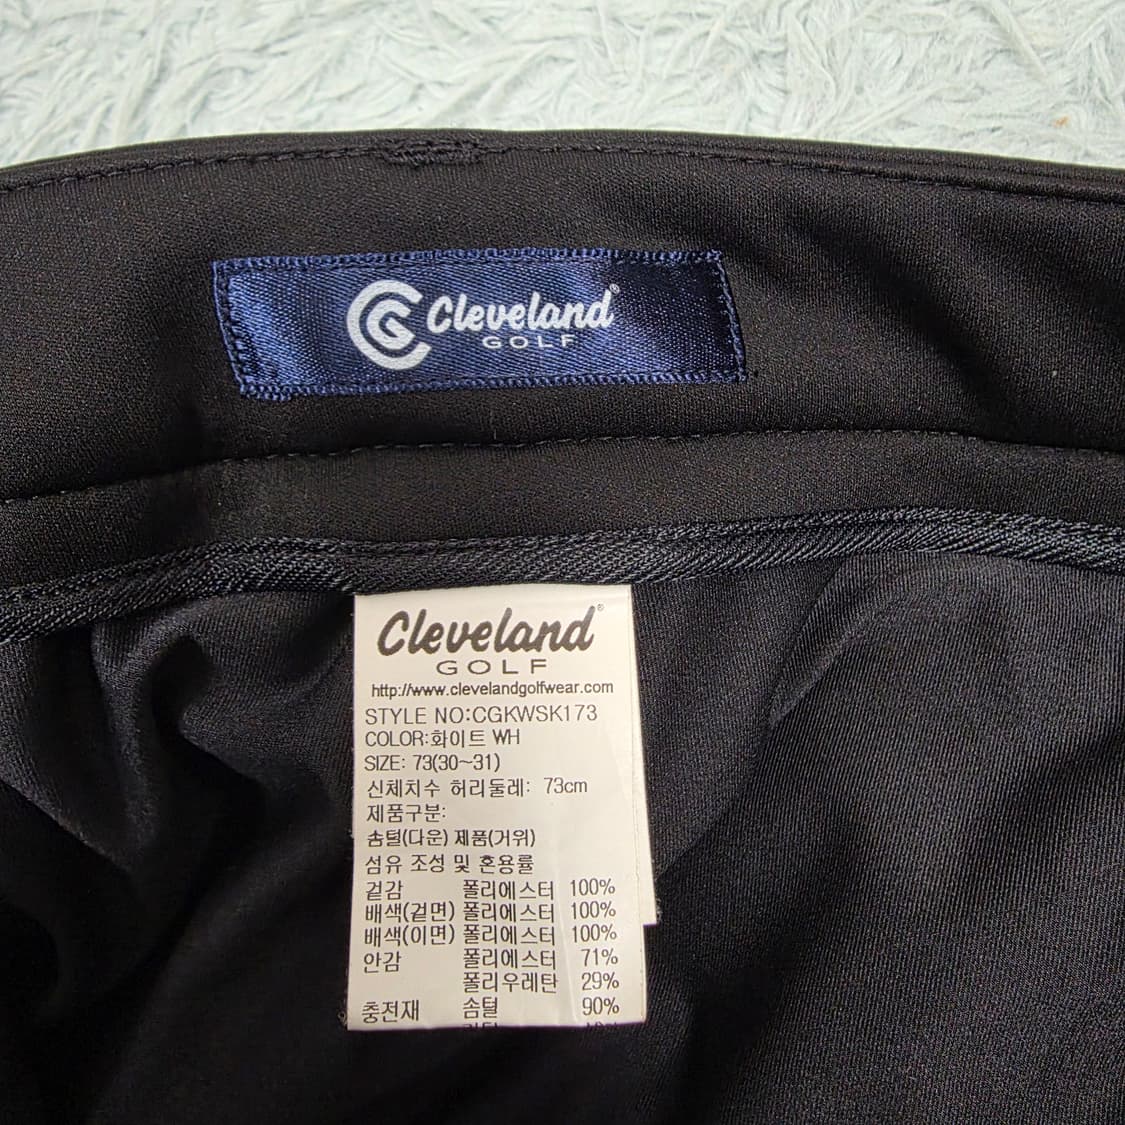 CG Cleveland®
GOLF
Cleveland®
GOLF
http://www.clevelandgolfwear.com
STYLE NO:CGKWSK173
COLOR:화이트 WH
SIZE: 73(30~31)
신체치수 허리둘레: 73cm
제품구분:
솜털(다운) 제품(거위)
섬유 조성 및 혼용률
겉감 폴리에스터 100%
배색(겉면) 폴리에스터 100%
배색(이면) 폴리에스터 100%
안감 폴리에스터 71%
폴리우레탄 29%
충전재 솜털 90%